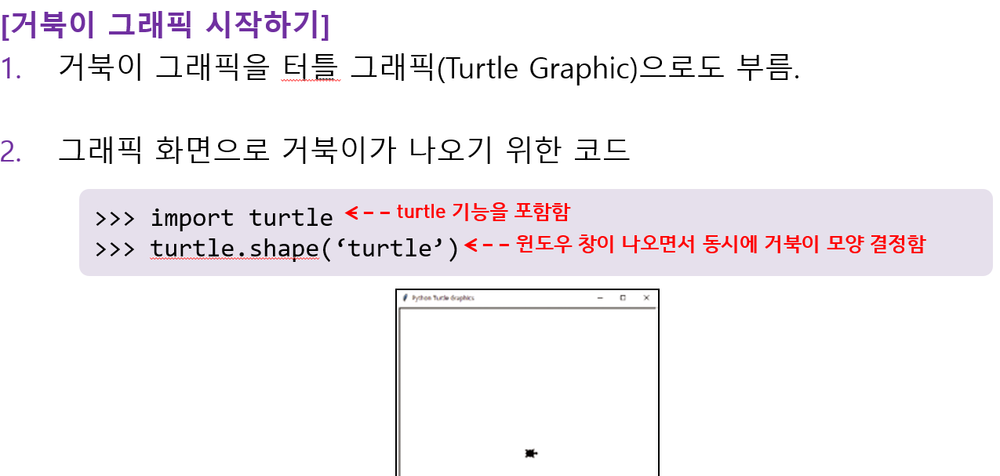 [거북이 그래픽 시작하기]
1. 거북이 그래픽을 터틀 그래픽(Turtle Graphic)으로도 부름.
2. 그래픽 화면으로 거북이가 나오기 위한 코드
>>> import turtle <-- turtle 기능을 포함함
>>> turtle.shape(‘turtle’) <-- 윈도우 창이 나오면서 동시에 거북이 모양 결정함
Python Turtle Graphics